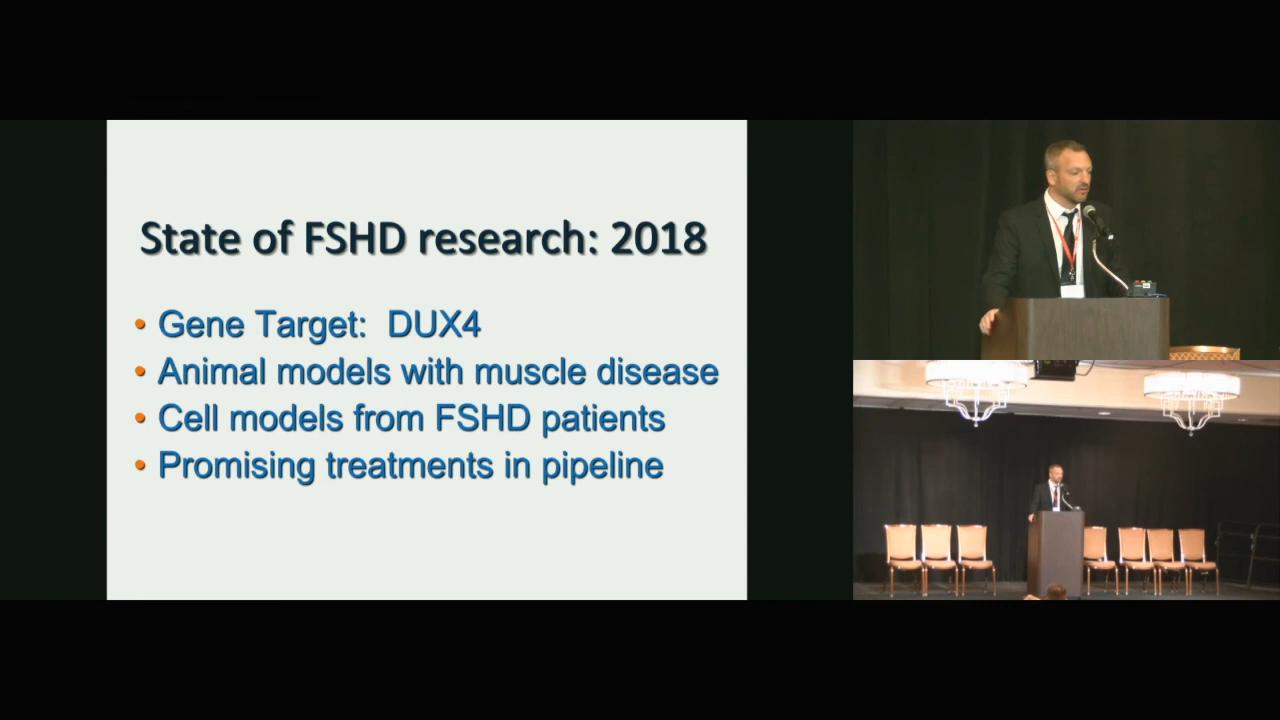 State of FSHD research: 2018
• Gene Target: DUX4
• Animal models with muscle disease
• Cell models from FSHD patients
• Promising treatments in pipeline